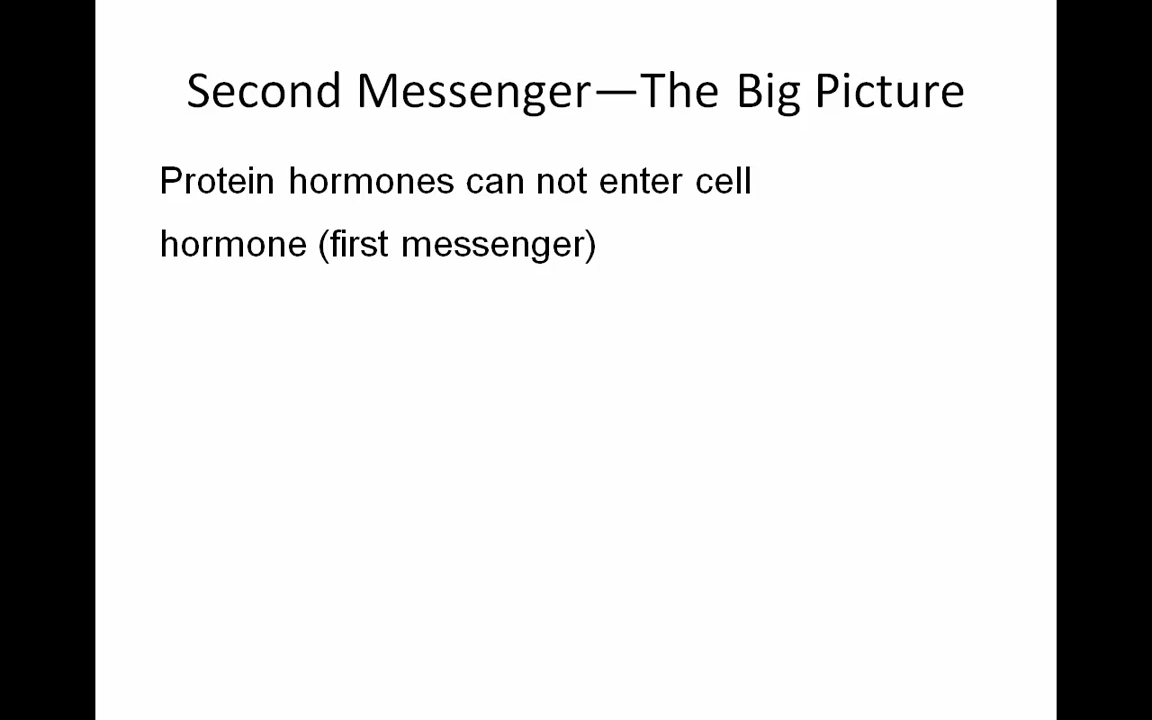 Second Messenger—The Big Picture
Protein hormones can not enter cell
hormone (first messenger)